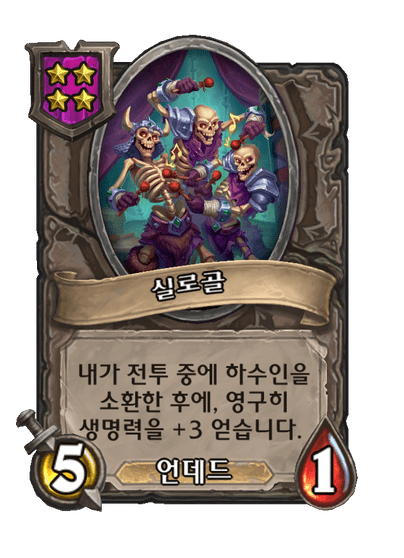 실로골
내가 전투 중에 하수인을
소환한 후에, 영구히
생명력을 +3 얻습니다.
5
언데드
1